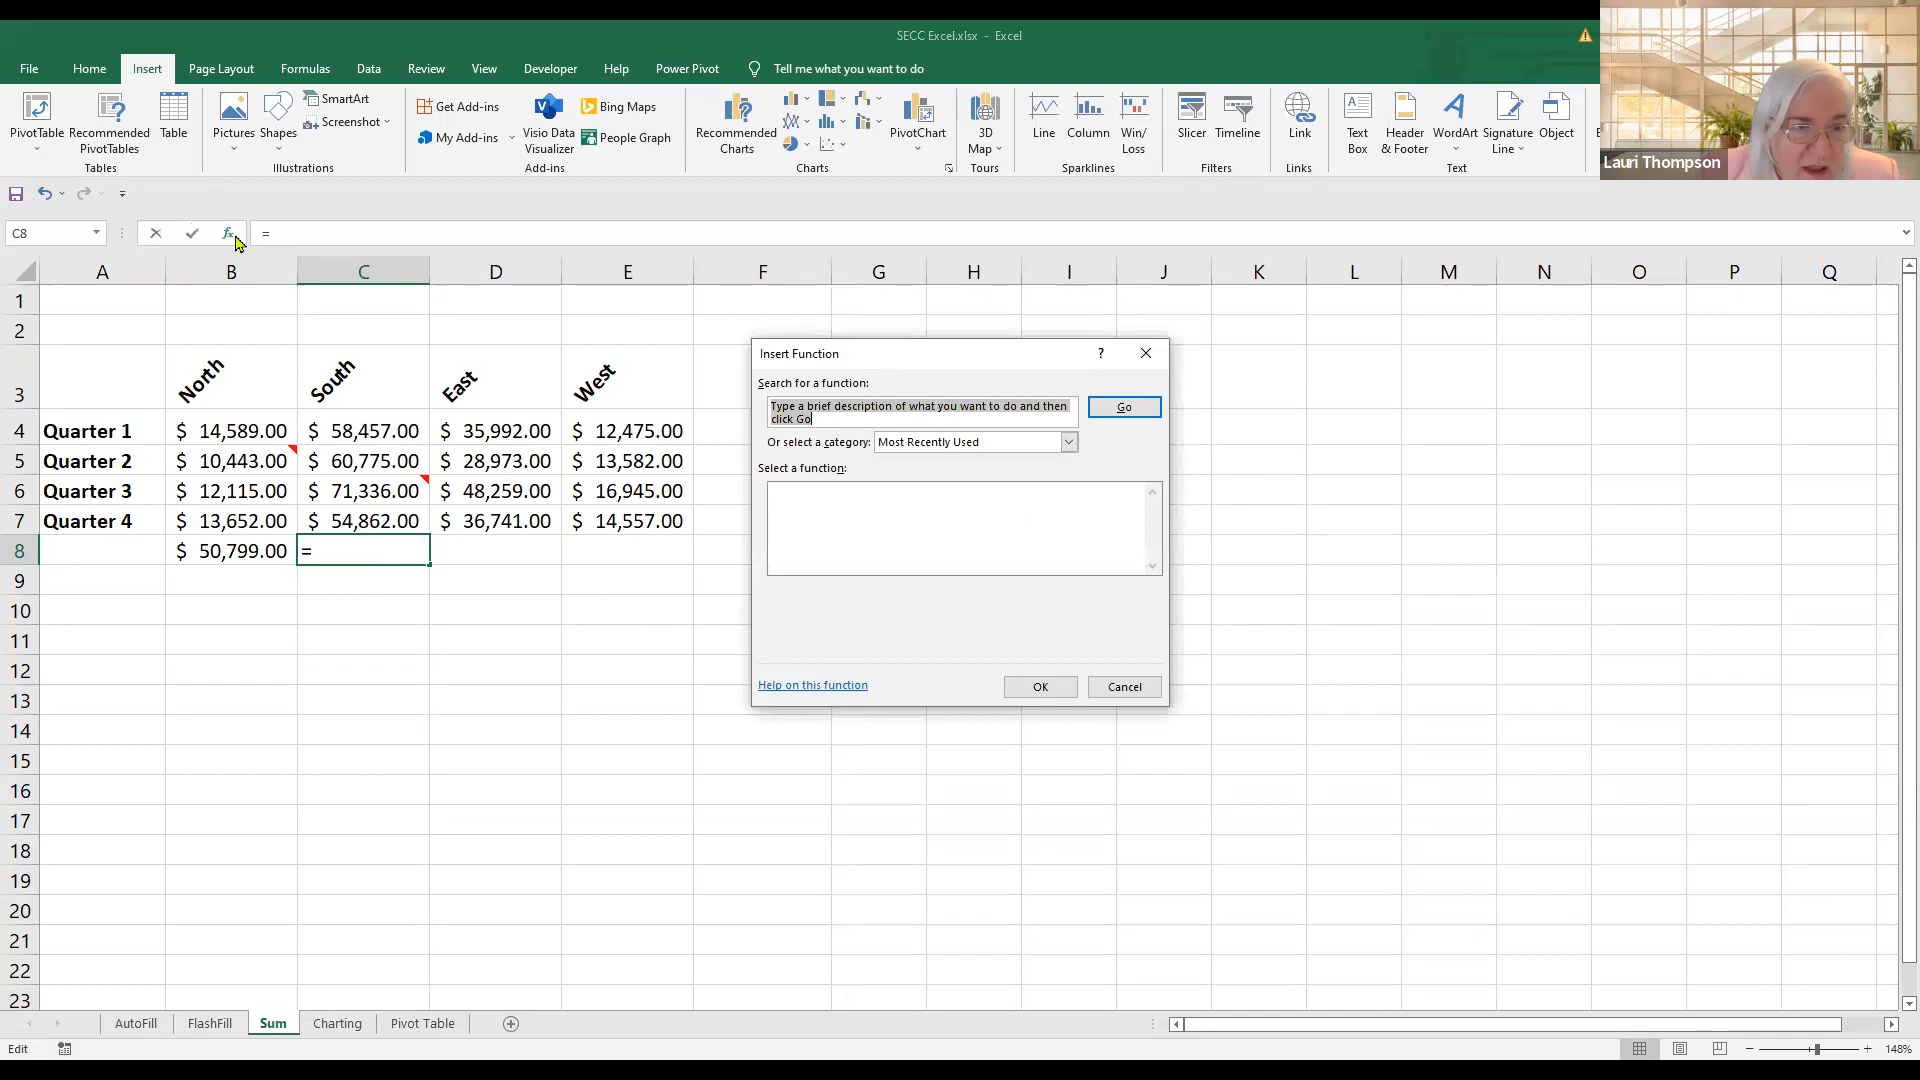 SECC Excel.xlsx - Excel
File Home Insert Page Layout Formulas Data Review View Developer Help Power Pivot Tell me what you want to do
PivotTable
Recommended
PivotTables
Table
Tables
Pictures
Shapes
SmartArt
Screenshot
Illustrations
Get Add-ins
My Add-ins
Visio Data
Visualizer
Bing Maps
People Graph
Add-ins
Recommended
Charts
PivotChart
Charts
3D
Map
Tours
Line
Column
Win/
Loss
Sparklines
Slicer
Timeline
Filters
Link
Links
Text
Box
Header
& Footer
WordArt
Signature
Line
Object
Text
Lauri Thompson
C8 fx =
A B C D E F G H I J K L M N O P Q
1
2
3 North South East West
4 Quarter 1 $ 14,589.00 $ 58,457.00 $ 35,992.00 $ 12,475.00
5 Quarter 2 $ 10,443.00 $ 60,775.00 $ 28,973.00 $ 13,582.00
6 Quarter 3 $ 12,115.00 $ 71,336.00 $ 48,259.00 $ 16,945.00
7 Quarter 4 $ 13,652.00 $ 54,862.00 $ 36,741.00 $ 14,557.00
8 $ 50,799.00 =
9
10
11
12
13
14
15
16
17
18
19
20
21
22
23
Insert Function ?
Search for a function:
Type a brief description of what you want to do and then
click Go
Go
Or select a category: Most Recently Used
Select a function:
Help on this function
OK Cancel
AutoFill FlashFill Sum Charting Pivot Table
Edit
148%